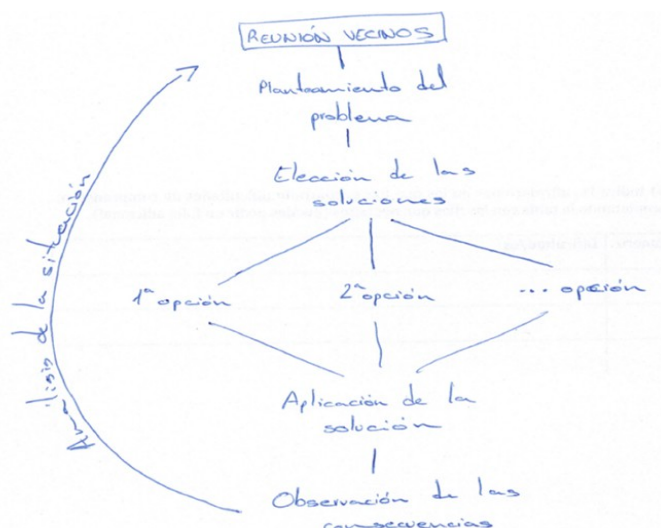 REUNIÓN VECINOS
Planteamiento del
problema
Elección de las
soluciones
1ª opción
2ª opción
... opción
Aplicación de la
solución
Observación de las
consecuencias
Análisis de la situación